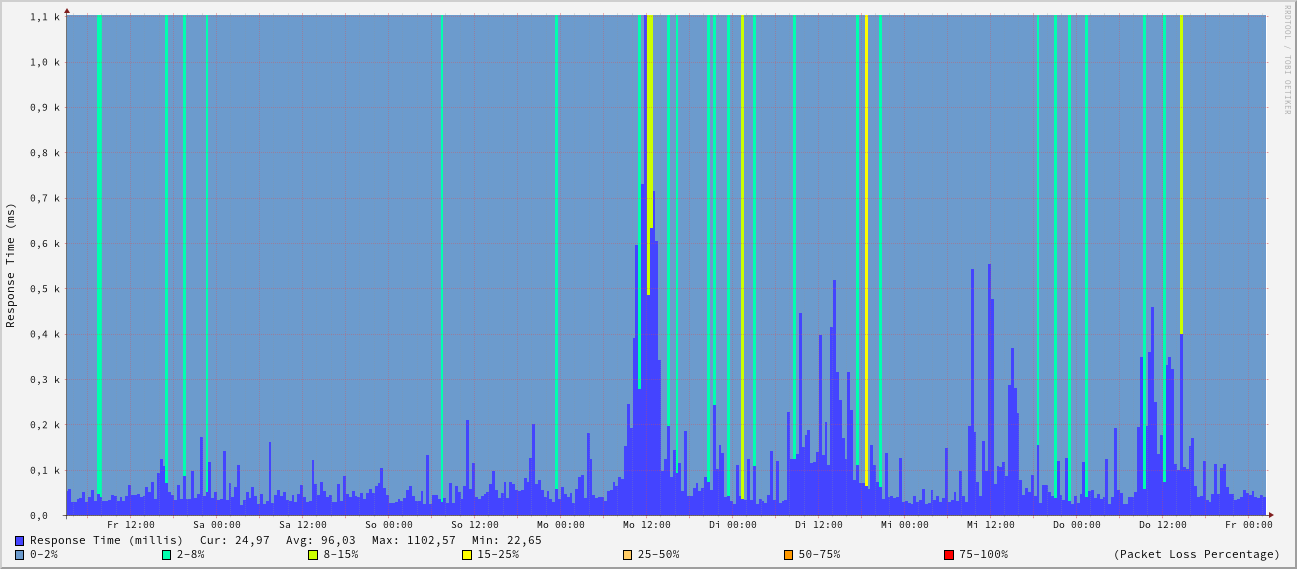 RRDTOOL / TOBI OETIKER
Response Time (ms)
1,1 k
1,0 k
0,9 k
0,8 k
0,7 k
0,6 k
0,5 k
0,4 k
0,3 k
0,2 k
0,1 k
0,0
Fr 12:00 Sa 00:00 Sa 12:00 So 00:00 So 12:00 Mo 00:00 Mo 12:00 Di 00:00 Di 12:00 Mi 00:00 Mi 12:00 Do 00:00 Do 12:00 Fr 00:00
Response Time (millis) Cur: 24,97 Avg: 96,03 Max: 1102,57 Min: 22,65
0-2% 2-8% 8-15% 15-25% 25-50% 50-75% 75-100% (Packet Loss Percentage)